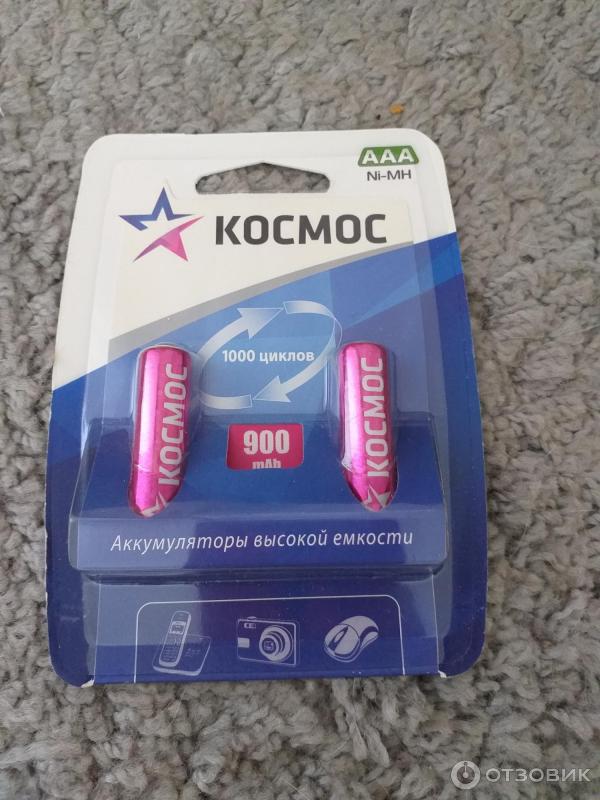 AAA
Ni-MH
КОСМОС
1000 циклов
КОСМОС
КОСМОС
900
mAh
Аккумуляторы высокой емкости
ОТЗОВИК